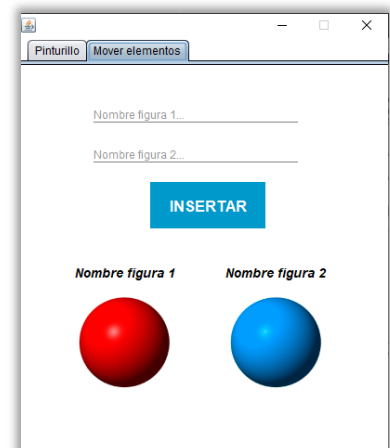 Pinturillo Mover elementos
Nombre figura 1...
Nombre figura 2...
INSERTAR
Nombre figura 1 Nombre figura 2